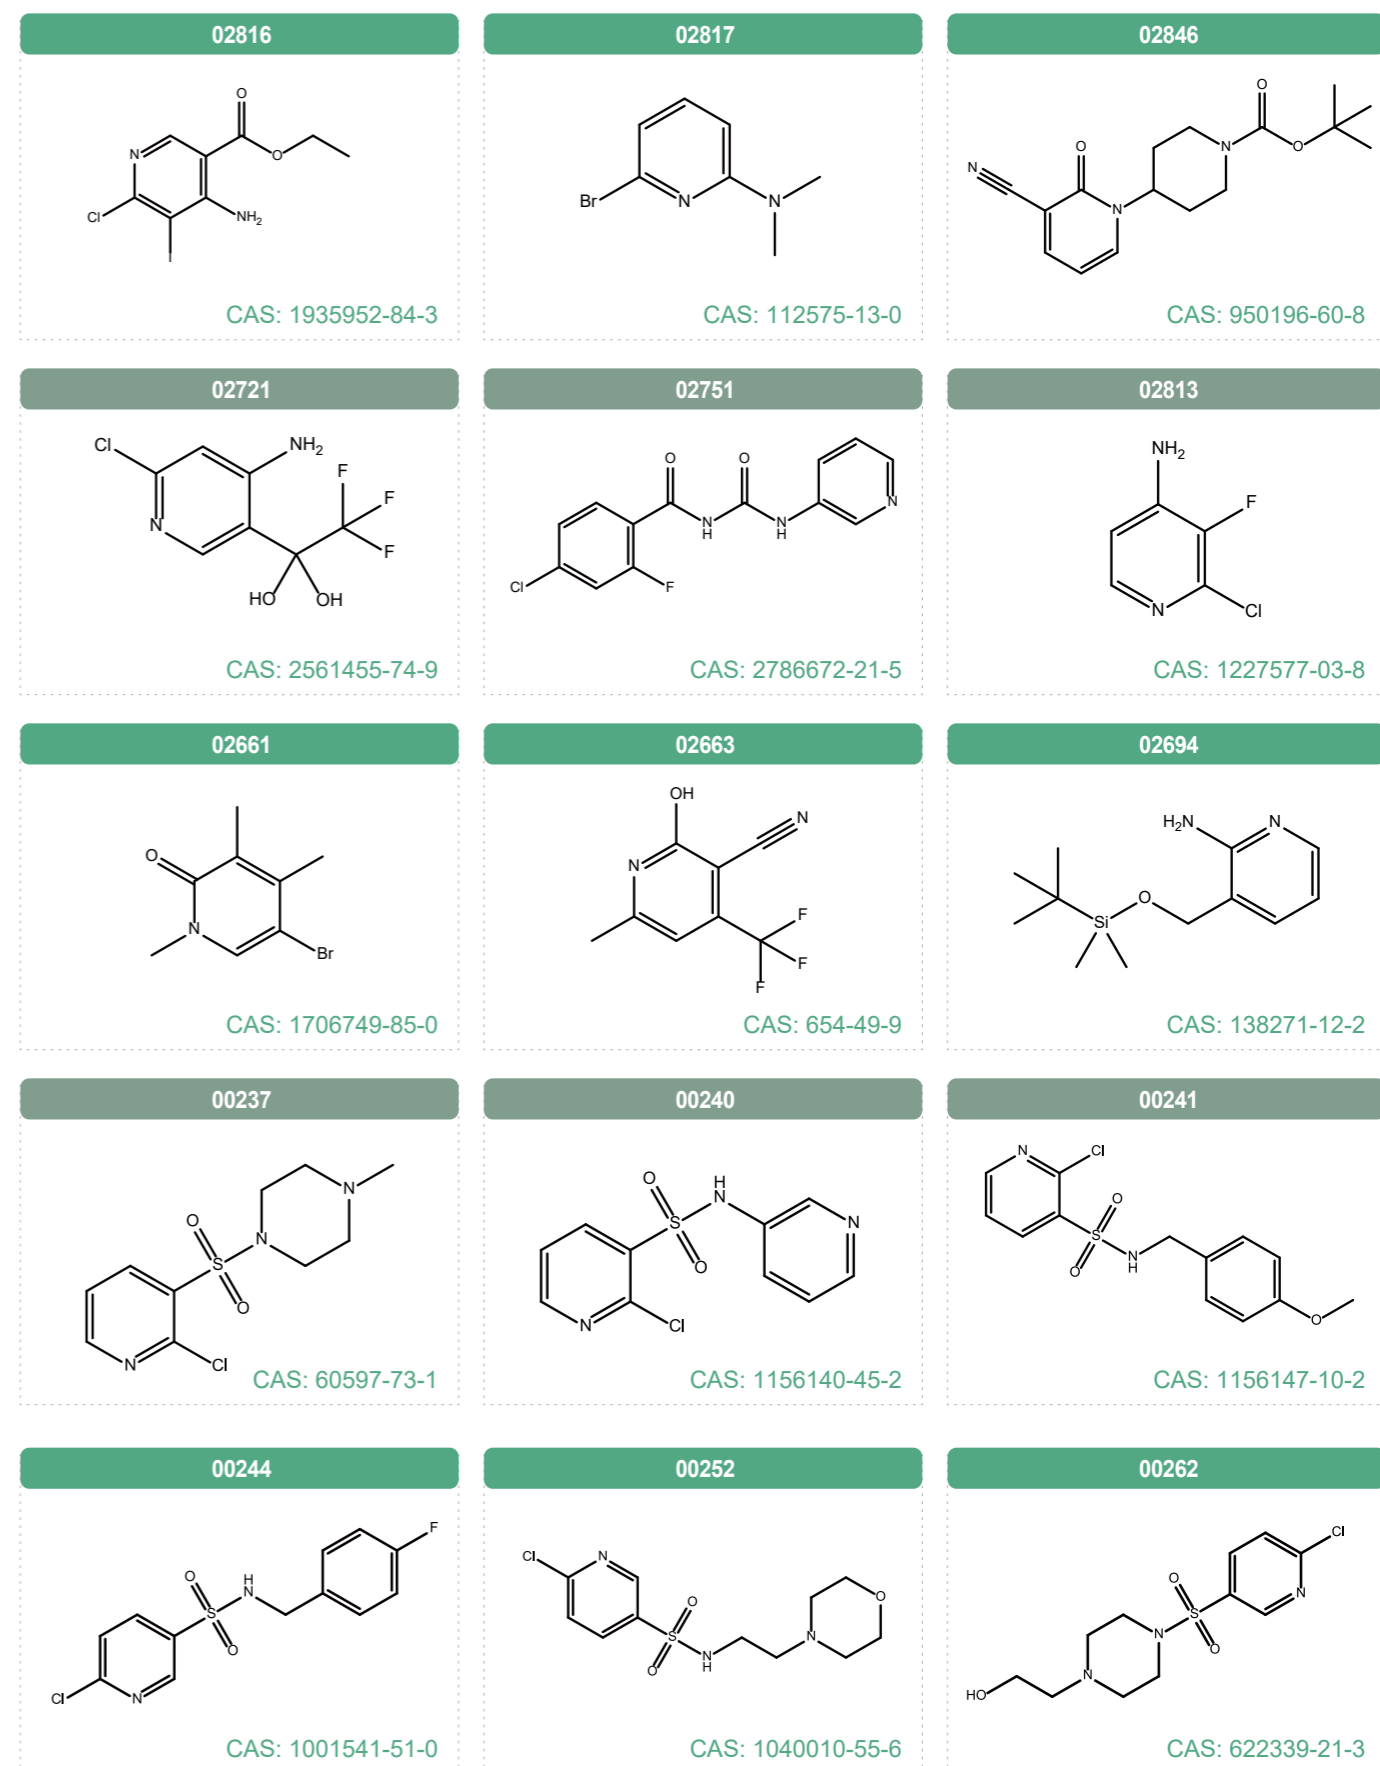 02816 02817 02846
O
N
O
Cl
NH2
I
Br
N
N
O
N
O
N
O
N
CAS: 1935952-84-3 CAS: 112575-13-0 CAS: 950196-60-8
02721 02751 02813
Cl
NH2
F
F
F
N
HO
OH
O
O
N
H
N
H
N
Cl
F
NH2
F
N
Cl
CAS: 2561455-74-9 CAS: 2786672-21-5 CAS: 1227577-03-8
02661 02663 02694
O
N
Br
OH
N
N
F
F
F
H2N
N
O
Si
CAS: 1706749-85-0 CAS: 654-49-9 CAS: 138271-12-2
00237 00240 00241
N
O
N
S
O
N
Cl
O
H
N
S
N
O
N
Cl
N
Cl
O
S
O
N
H
O
CAS: 60597-73-1 CAS: 1156140-45-2 CAS: 1156147-10-2
00244 00252 00262
F
O
H
N
S
O
Cl
N
Cl
N
O
S
O
N
H
N
O
Cl
O
N
S
N
O
N
HO
CAS: 1001541-51-0 CAS: 1040010-55-6 CAS: 622339-21-3